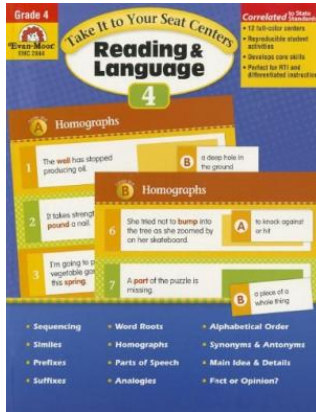 Grade 4
Evan-Moor
Take It to Your Seat Centers
Reading &
Language
4
Correlated to State
Standards
• 12 full-color centers
• Reproducible student
activities
• Develops core skills
• Perfect for RTI and
differentiated instruction
A Homographs
1 The well has stopped
producing oil.
B a deep hole in
the ground
2 It takes
pound a nail.
3 I'm going to
vegetable
this spring.
B Homographs
6 She tried not to bump into
the tree as she zoomed by
on her skateboard.
A to knock against
or hit
7 A part of the puzzle is
missing.
B a piece of a
whole thing
• Sequencing
• Similes
• Prefixes
• Suffixes
• Word Roots
• Homographs
• Parts of Speech
• Analogies
• Alphabetical Order
• Synonyms & Antonyms
• Main Idea & Details
• Fact or Opinion?